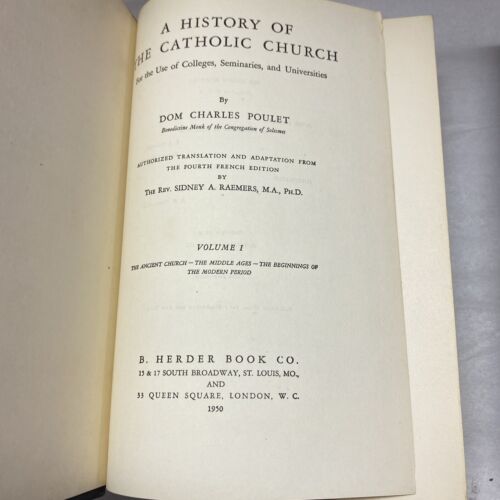 A HISTORY OF
THE CATHOLIC CHURCH
For the Use of Colleges, Seminaries, and Universities
By
DOM CHARLES POULET
Benedictine Monk of the Congregation of Solesmes
AUTHORIZED TRANSLATION AND ADAPTATION FROM
THE FOURTH FRENCH EDITION
BY
THE REV. SIDNEY A. RAEMERS, M.A., PH.D.
VOLUME I
THE ANCIENT CHURCH — THE MIDDLE AGES — THE BEGINNINGS OF
THE MODERN PERIOD
B. HERDER BOOK CO.
15 & 17 SOUTH BROADWAY, ST. LOUIS, MO.,
AND
33 QUEEN SQUARE, LONDON, W. C.
1950